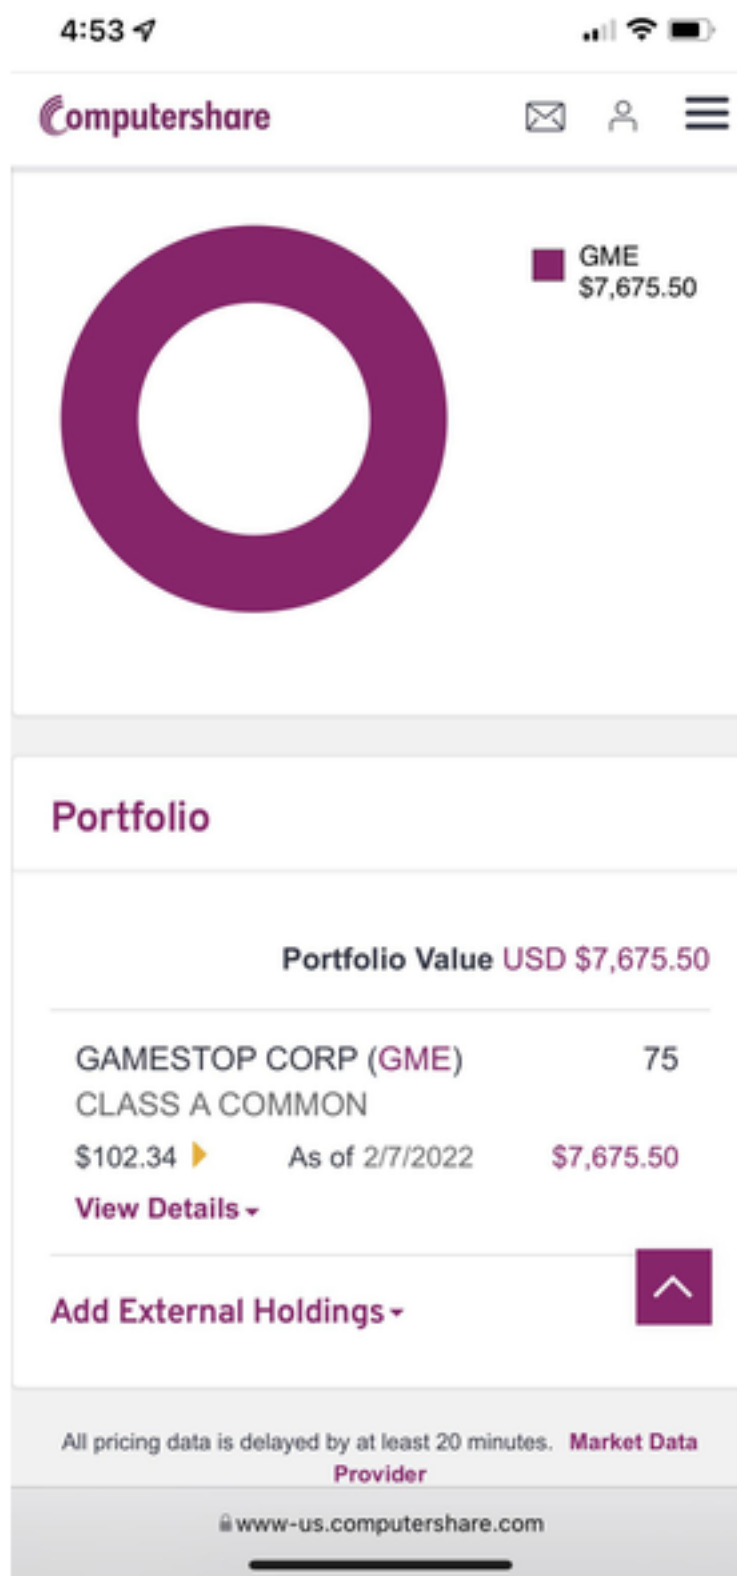 4:53
Computershare
GME
$7,675.50
Portfolio
Portfolio Value USD $7,675.50
GAMESTOP CORP (GME) 75
CLASS A COMMON
$102.34 As of 2/7/2022 $7,675.50
View Details
Add External Holdings
All pricing data is delayed by at least 20 minutes. Market Data
Provider
www-us.computershare.com